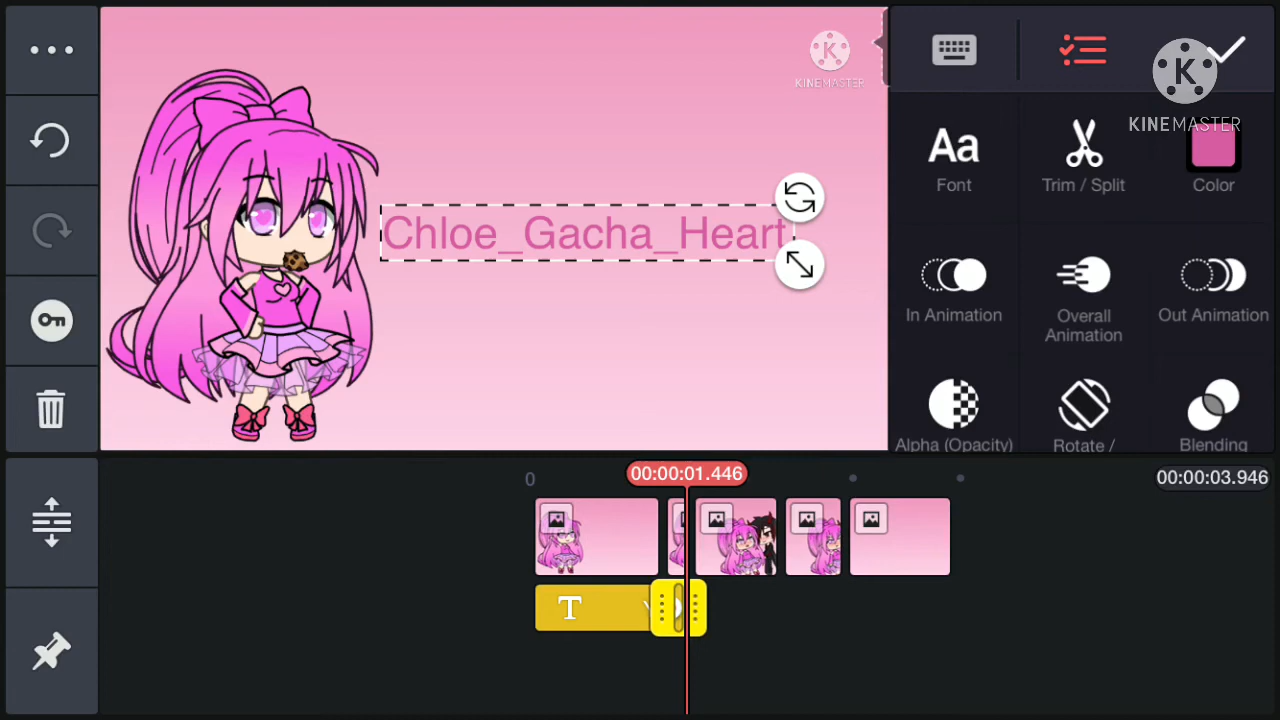 KINEMASTER
K
KINEMASTER
K
Aa
Font
Trim / Split
Color
Chloe_Gacha_Heart
In Animation
Overall
Animation
Out Animation
Alpha (Opacity)
Rotate /
Blending
0
00:00:01.446
00:00:03.946
T